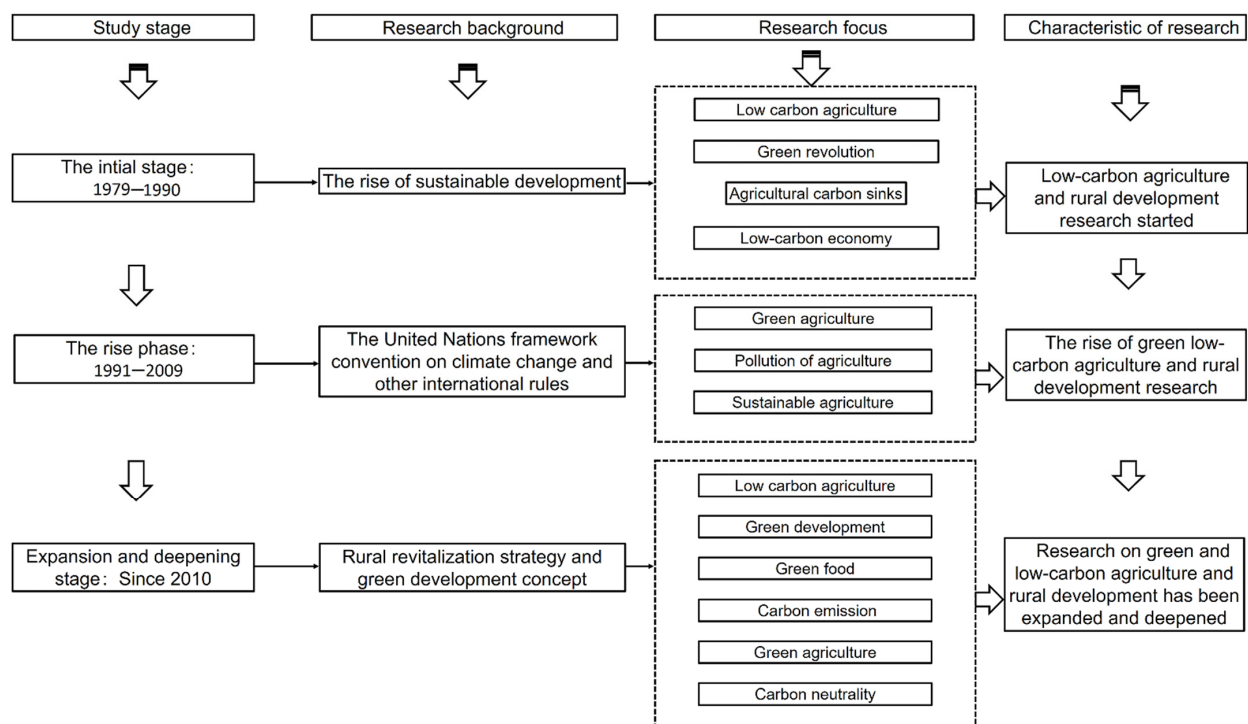 Study stage
Research background
Research focus
Characteristic of research
The intial stage:
1979—1990
The rise of sustainable development
Low carbon agriculture
Green revolution
Agricultural carbon sinks
Low-carbon economy
Low-carbon agriculture
and rural development
research started
The rise phase:
1991—2009
The United Nations framework
convention on climate change and
other international rules
Green agriculture
Pollution of agriculture
Sustainable agriculture
The rise of green low-
carbon agriculture and rural
development research
Expansion and deepening
stage: Since 2010
Rural revitalization strategy and
green development concept
Low carbon agriculture
Green development
Green food
Carbon emission
Green agriculture
Carbon neutrality
Research on green and
low-carbon agriculture and
rural development has been
expanded and deepened